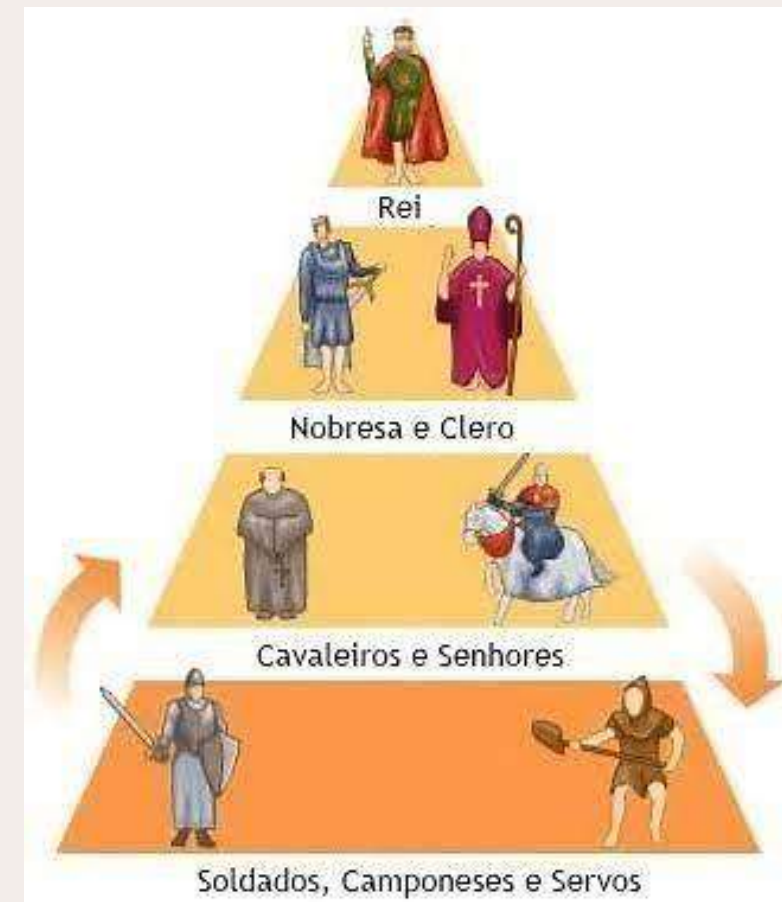 Rei
Nobresa e Clero
Cavaleiros e Senhores
Soldados, Camponeses e Servos